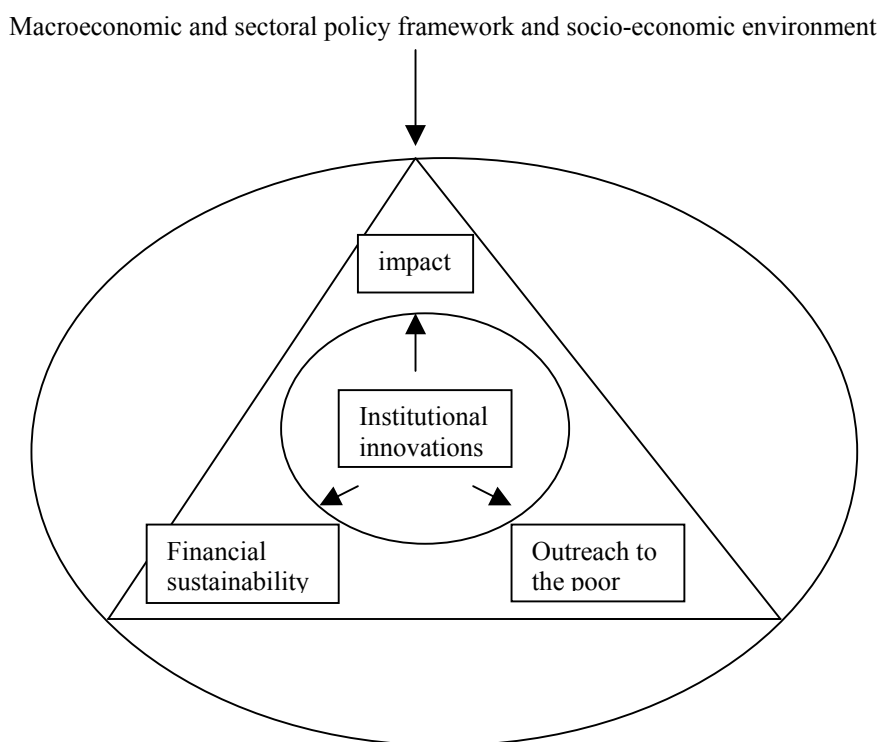 Macroeconomic and sectoral policy framework and socio-economic environment
impact
Institutional
innovations
Financial
sustainability
Outreach to
the poor